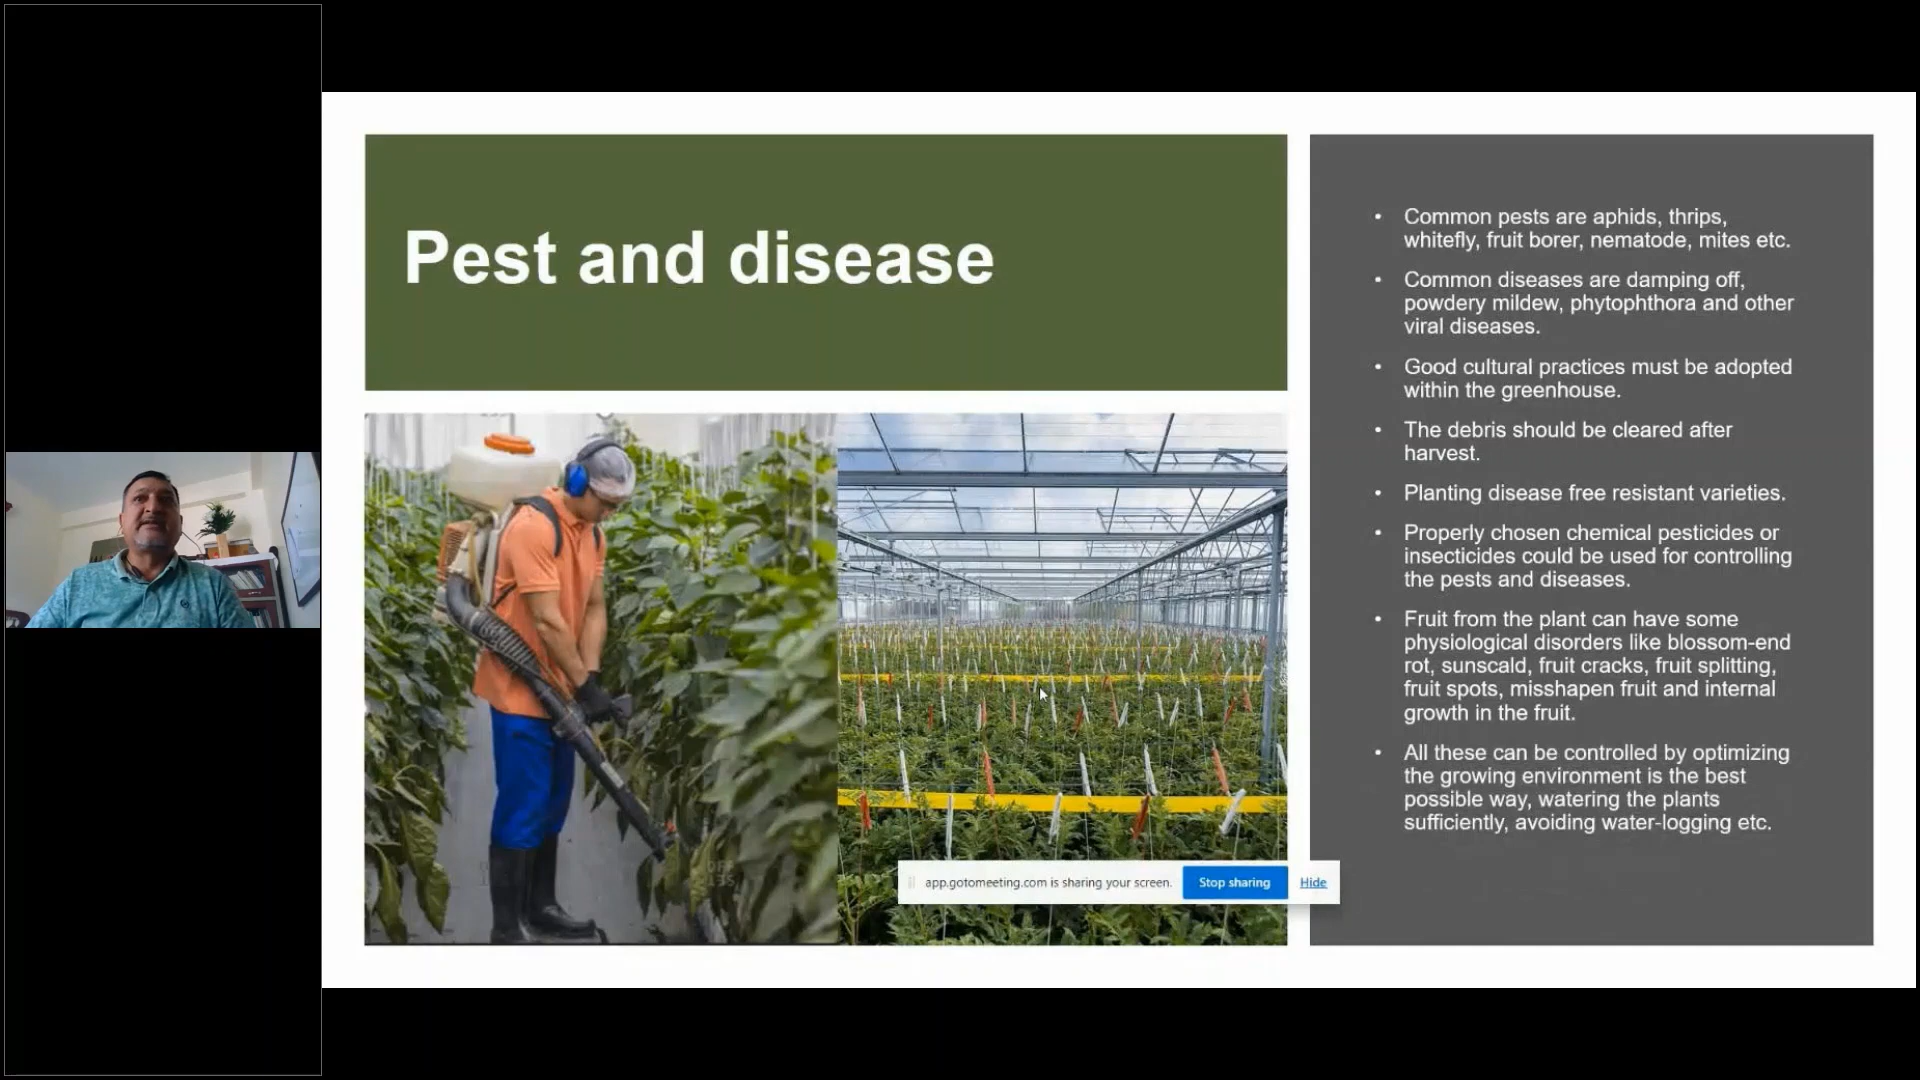 Pest and disease
• Common pests are aphids, thrips,
whitefly, fruit borer, nematode, mites etc.
• Common diseases are damping off,
powdery mildew, phytophthora and other
viral diseases.
• Good cultural practices must be adopted
within the greenhouse.
• The debris should be cleared after
harvest.
• Planting disease free resistant varieties.
• Properly chosen chemical pesticides or
insecticides could be used for controlling
the pests and diseases.
• Fruit from the plant can have some
physiological disorders like blossom-end
rot, sunscald, fruit cracks, fruit splitting,
fruit spots, misshapen fruit and internal
growth in the fruit.
• All these can be controlled by optimizing
the growing environment is the best
possible way, watering the plants
sufficiently, avoiding water-logging etc.
app.gotomeeting.com is sharing your screen.
Stop sharing
Hide